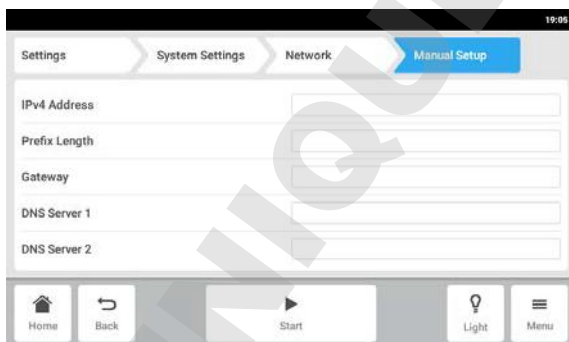 19:05
Settings System Settings Network Manual Setup
IPv4 Address
Prefix Length
Gateway
DNS Server 1
DNS Server 2
Home Back Start Light Menu